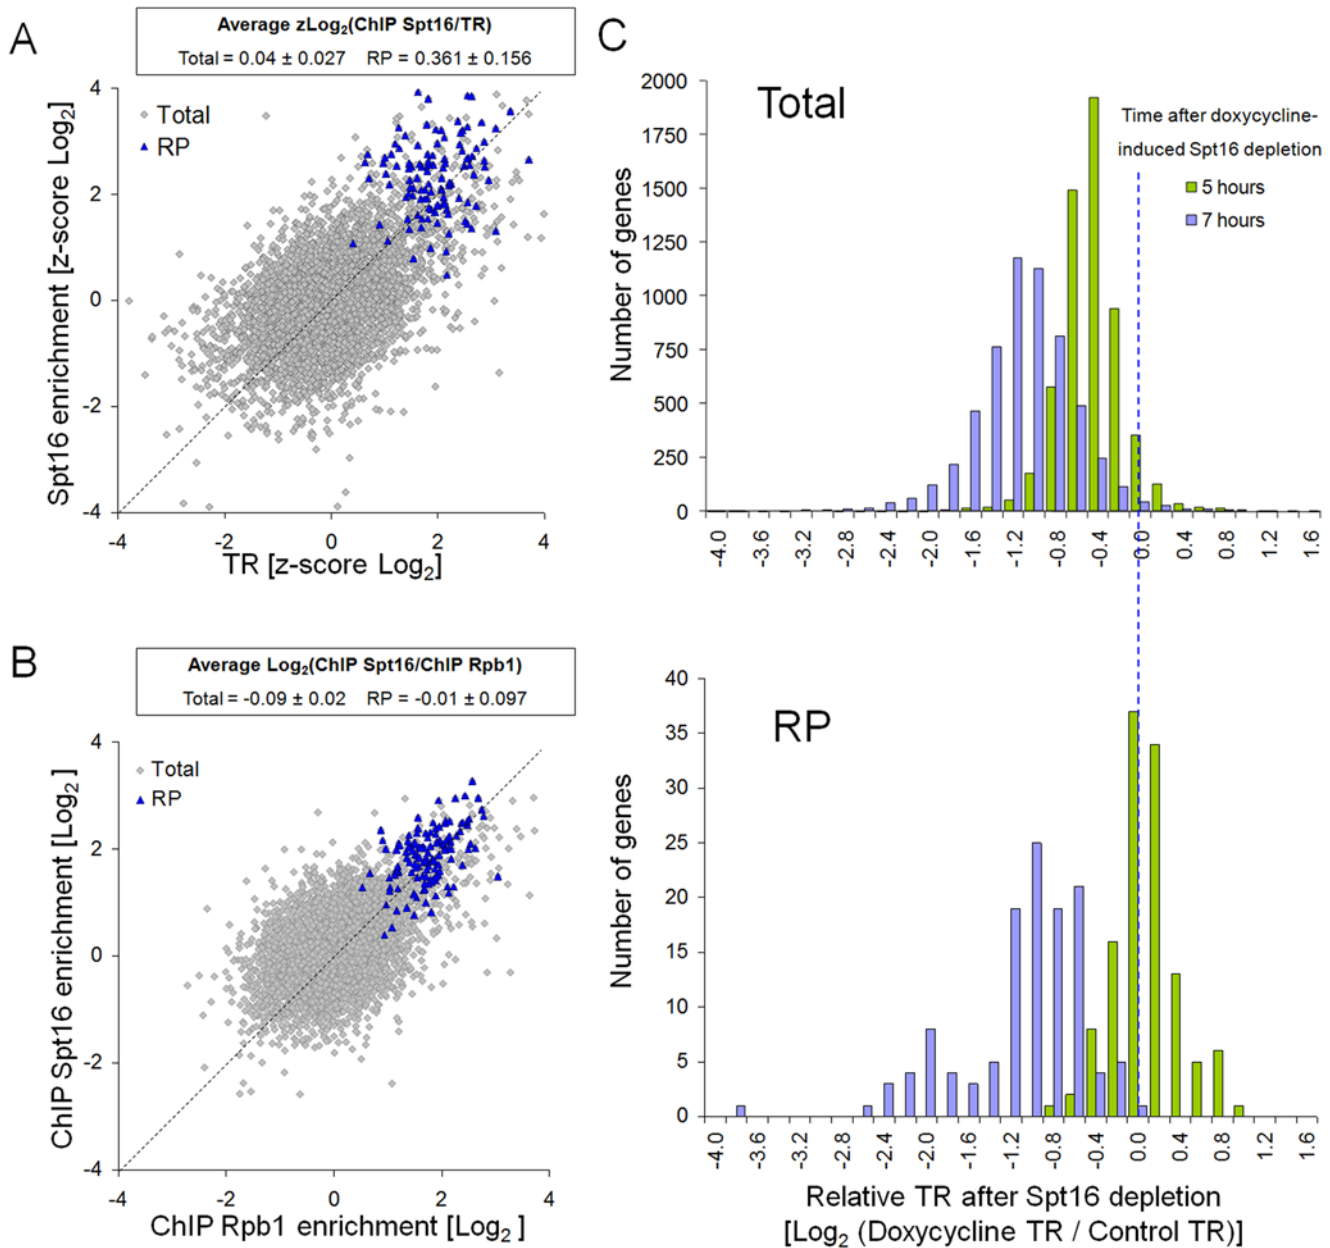 A
Average zLog2(ChIP Spt16/TR)
Total = 0.04 ± 0.027 RP = 0.361 ± 0.156
Spt16 enrichment [z-score Log2]
4
2
0
-2
-4
Total
RP
-4 -2 0 2 4
TR [z-score Log2]
B
Average Log2(ChIP Spt16/ChIP Rpb1)
Total = -0.09 ± 0.02 RP = -0.01 ± 0.097
ChIP Spt16 enrichment [Log2 ]
4
2
0
-2
-4
Total
RP
-4 -2 0 2 4
ChIP Rpb1 enrichment [Log2 ]
C
Number of genes
2000
1750
1500
1250
1000
750
500
250
0
Total
Time after doxycycline-
induced Spt16 depletion
5 hours
7 hours
-4.0 -3.6 -3.2 -2.8 -2.4 -2.0 -1.6 -1.2 -0.8 -0.4 0.0 0.4 0.8 1.2 1.6
Number of genes
40
35
30
25
20
15
10
5
0
RP
-4.0 -3.6 -3.2 -2.8 -2.4 -2.0 -1.6 -1.2 -0.8 -0.4 0.0 0.4 0.8 1.2 1.6
Relative TR after Spt16 depletion
[Log2 (Doxycycline TR / Control TR)]